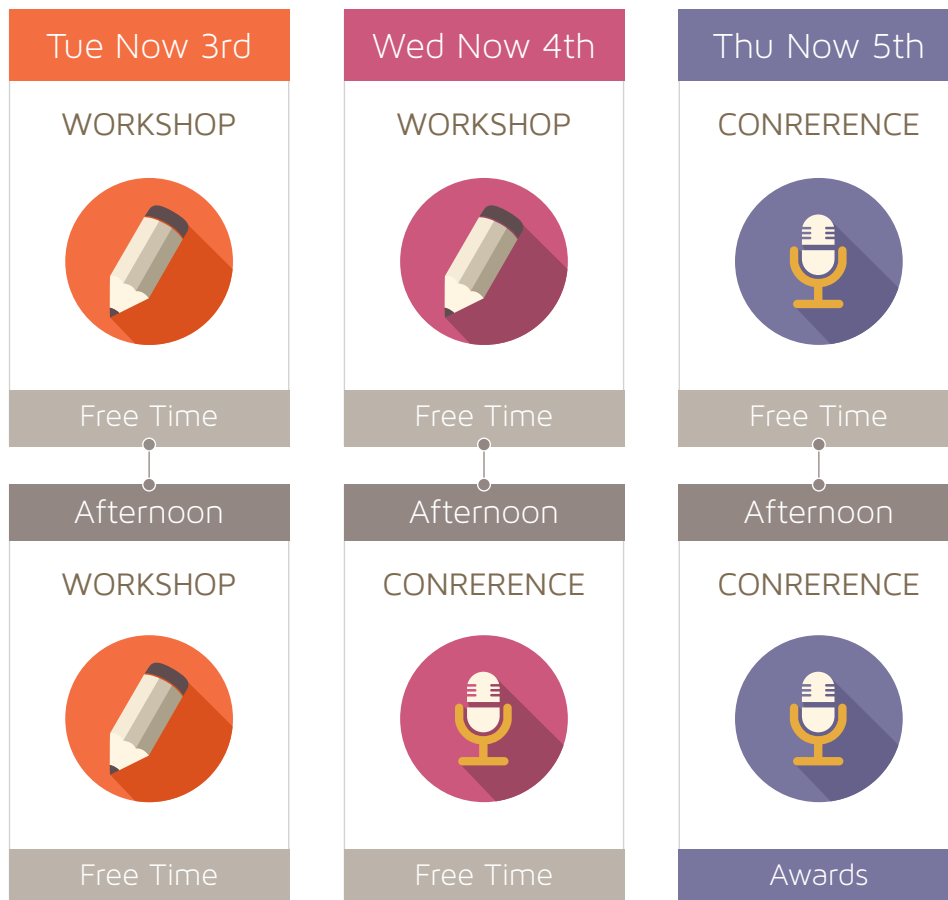 Tue Now 3rd
WORKSHOP
Free Time
Afternoon
WORKSHOP
Free Time
Wed Now 4th
WORKSHOP
Free Time
Afternoon
CONRERENCE
Free Time
Thu Now 5th
CONRERENCE
Free Time
Afternoon
CONRERENCE
Awards